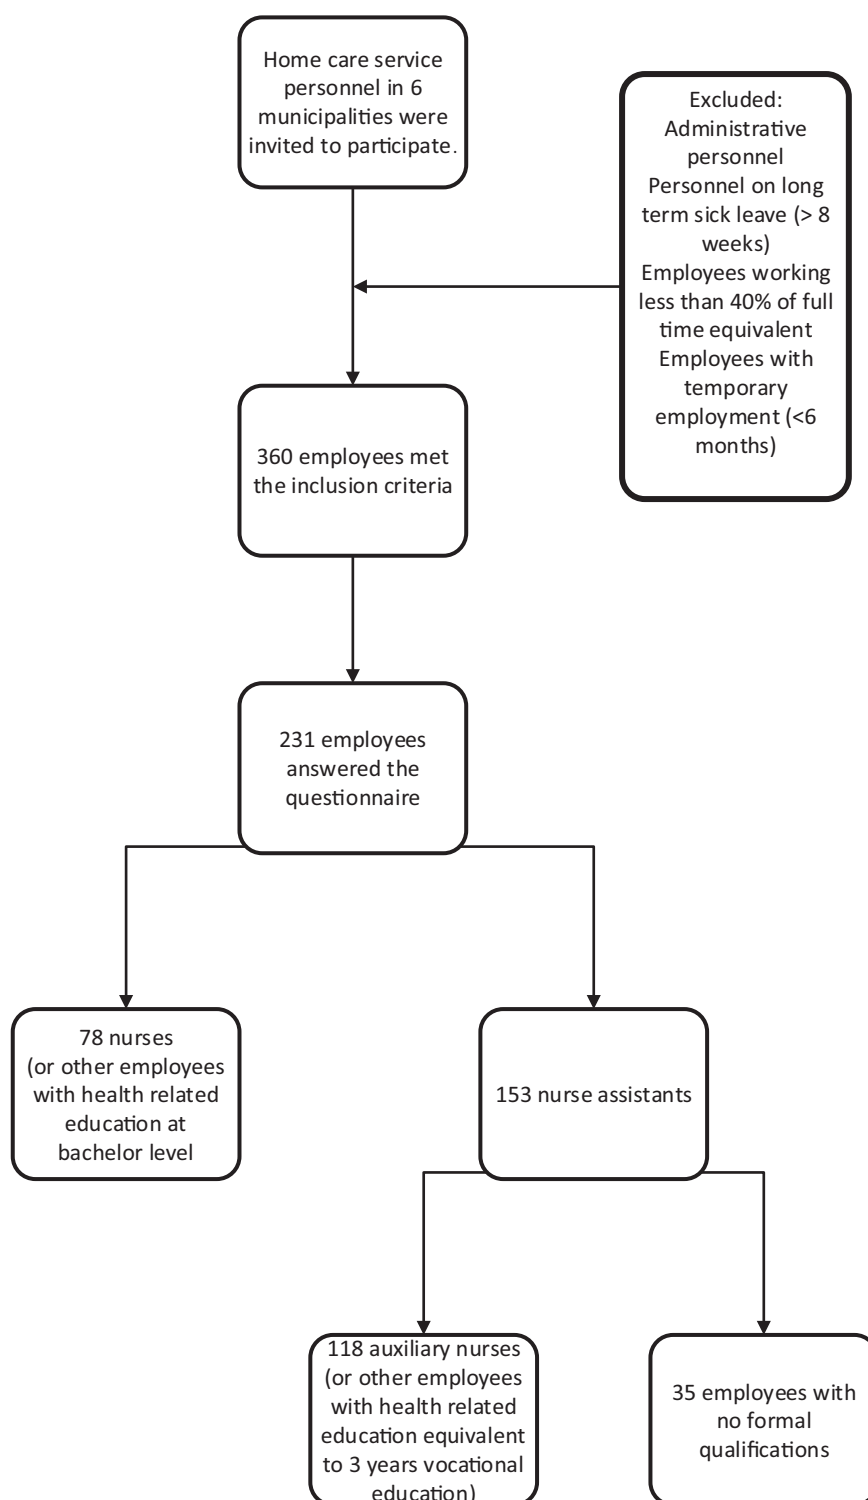 Home care service
personnel in 6
municipalities were
invited to participate.
Excluded:
Administrative
personnel
Personnel on long
term sick leave (> 8
weeks)
Employees working
less than 40% of full
time equivalent
Employees with
temporary
employment (<6
months)
360 employees met
the inclusion criteria
231 employees
answered the
questionnaire
78 nurses
(or other employees
with health related
education at
bachelor level
153 nurse assistants
118 auxiliary nurses
(or other employees
with health related
education equivalent
to 3 years vocational
education)
35 employees with
no formal
qualifications